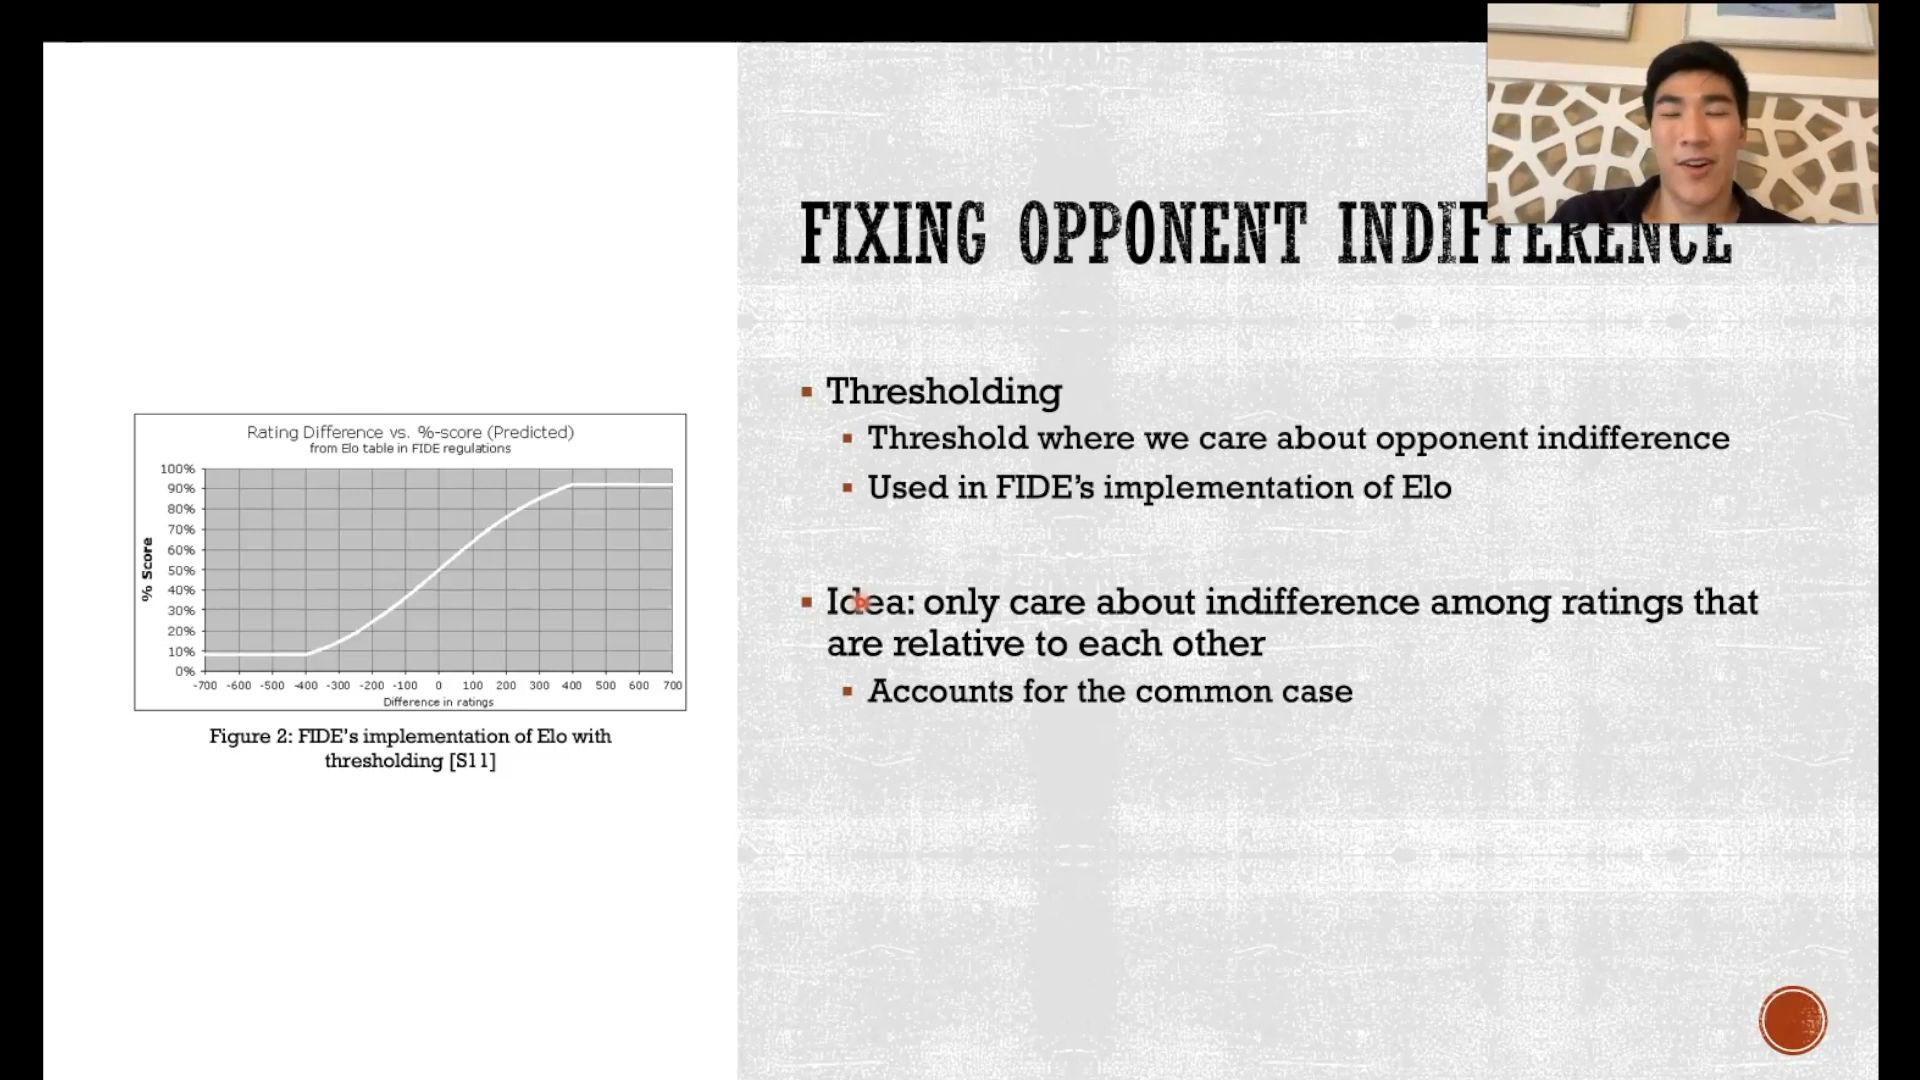 FIXING OPPONENT INDIFFERENCE
Thresholding
Threshold where we care about opponent indifference
Used in FIDE's implementation of Elo
Idea: only care about indifference among ratings that
are relative to each other
Accounts for the common case
Rating Difference vs. %-score (Predicted)
from Elo table in FIDE regulations
% Score
100%
90%
80%
70%
60%
50%
40%
30%
20%
10%
0%
-700 -600 -500 -400 -300 -200 -100 0 100 200 300 400 500 600 700
Difference in ratings
Figure 2: FIDE's implementation of Elo with
thresholding [S11]